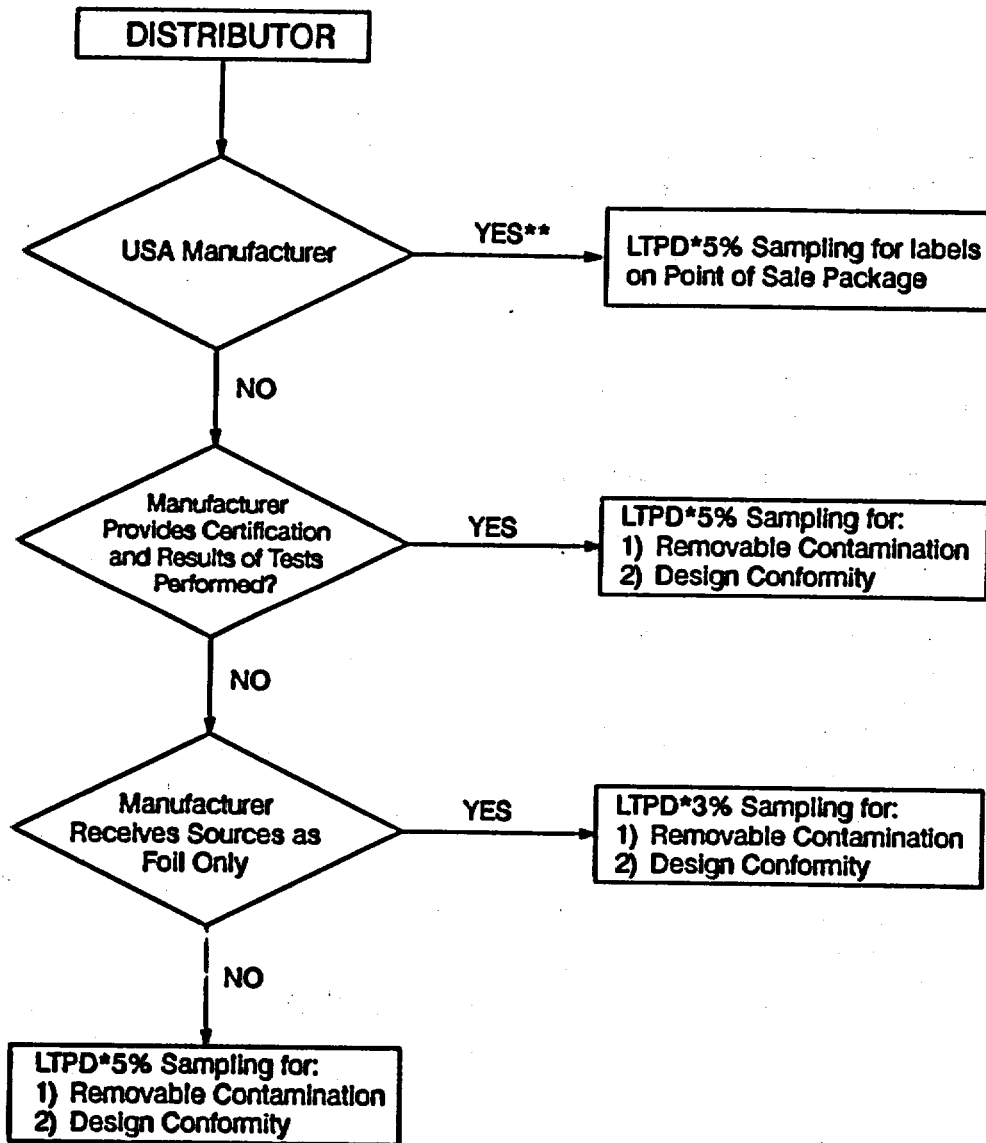 DISTRIBUTOR
USA Manufacturer
YES**
LTPD*5% Sampling for labels
on Point of Sale Package
NO
Manufacturer
Provides Certification
and Results of Tests
Performed?
YES
LTPD*5% Sampling for:
1) Removable Contamination
2) Design Conformity
NO
Manufacturer
Receives Sources as
Foil Only
YES
LTPD*3% Sampling for:
1) Removable Contamination
2) Design Conformity
NO
LTPD*5% Sampling for:
1) Removable Contamination
2) Design Conformity